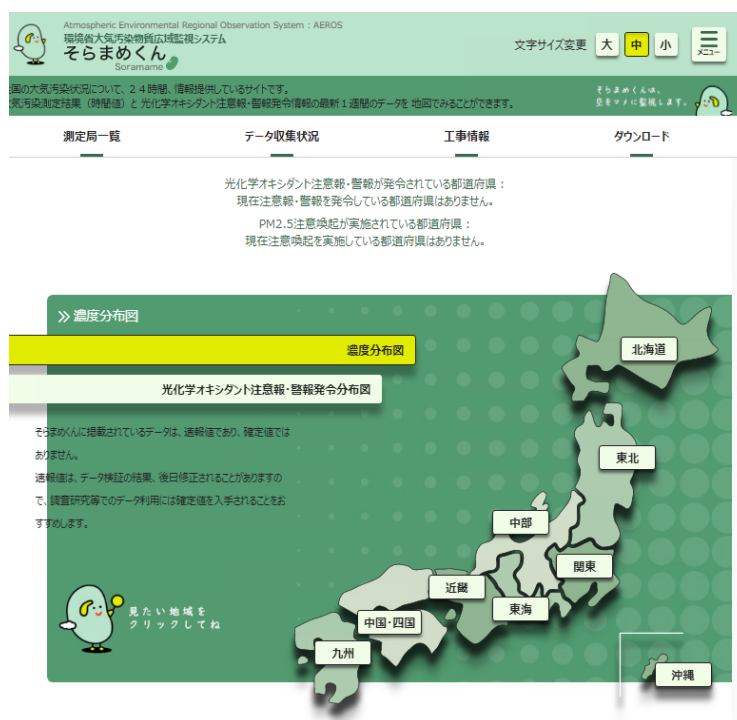 Atmospheric Environmental Regional Observation System : AEROS
環境省大気汚染物質広域監視システム
そらまめくん
Soramame
文字サイズ変更 大 中 小
メニュー
国の大気汚染状況について、２４時間、情報提供しているサイトです。
気汚染測定結果（時間値）と光化学オキシダント注意報・警報発令情報の最新１週間のデータを 地図でみることができます。
そらまめくんは、
空をマメに監視します。
測定局一覧 データ収集状況 工事情報 ダウンロード
光化学オキシダント注意報・警報が発令されている都道府県：
現在注意報・警報を発令している都道府県はありません。
PM2.5注意喚起が実施されている都道府県：
現在注意喚起を実施している都道府県はありません。
濃度分布図
濃度分布図
光化学オキシダント注意報・警報発令分布図
そらまめくんに掲載されているデータは、速報値であり、確定値では
ありません。
速報値は、データ検証の結果、後日修正されることがありますの
で、調査研究等でのデータ利用には確定値を入手されることをお
すすめします。
見たい地域を
クリックしてね
北海道
東北
中部
関東
近畿
東海
中国・四国
九州
沖縄